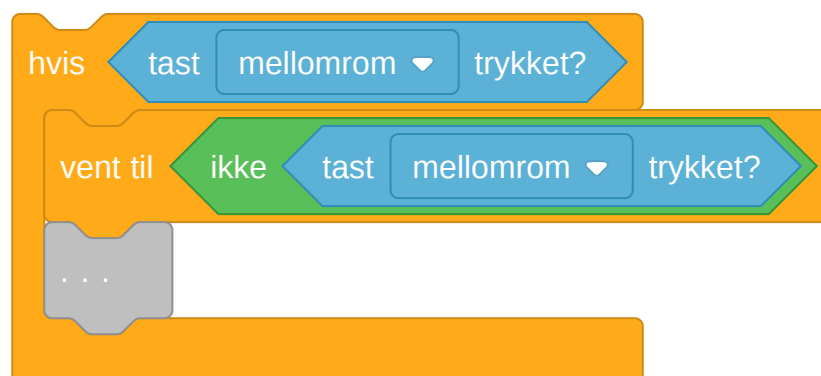 hvis tast mellomrom trykket?
vent til ikke tast mellomrom trykket?
. . .